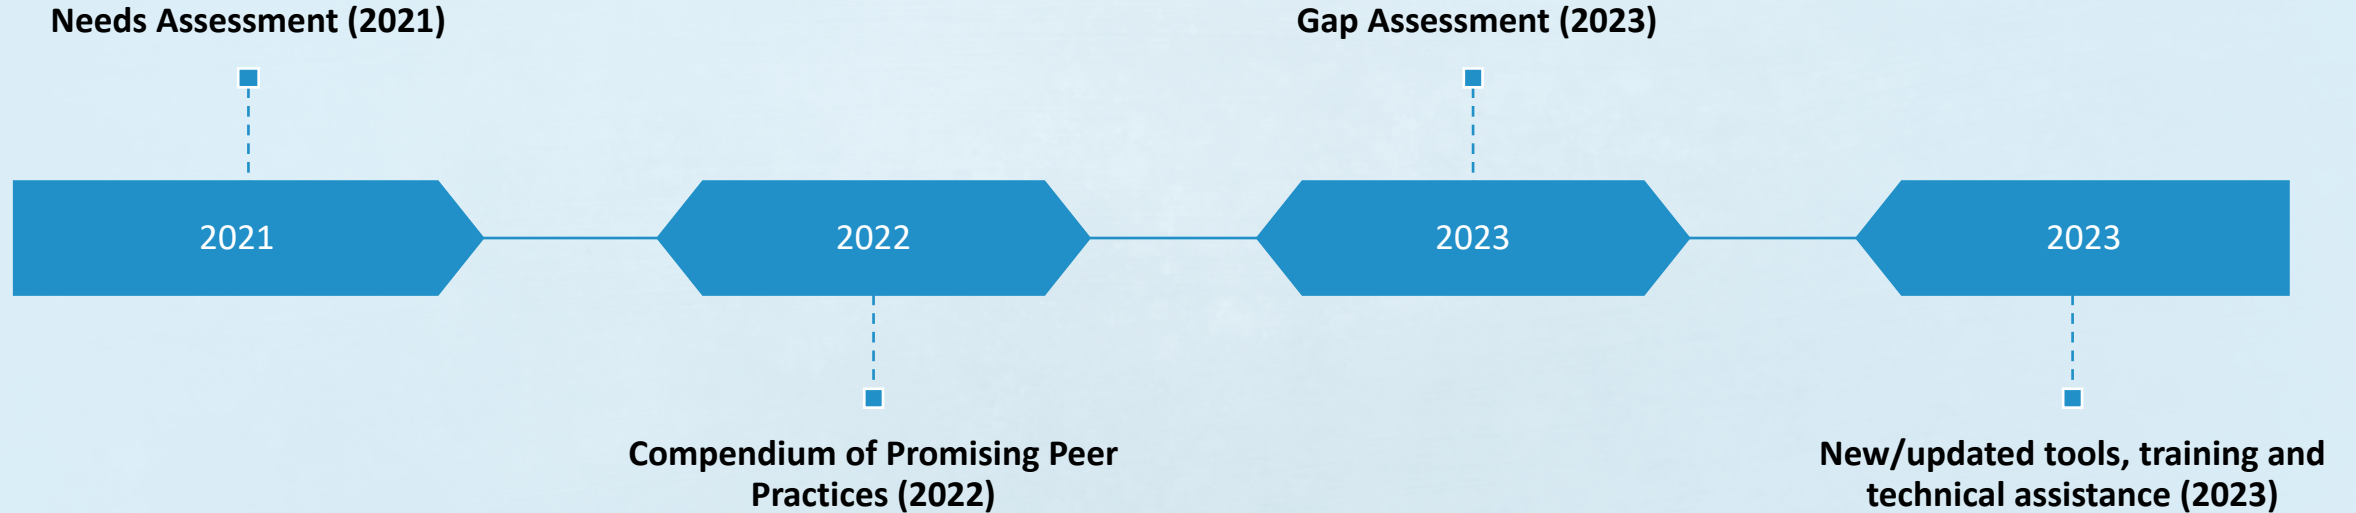 Needs Assessment (2021)
Gap Assessment (2023)
2021
2022
2023
2023
Compendium of Promising Peer
Practices (2022)
New/updated tools, training and
technical assistance (2023)